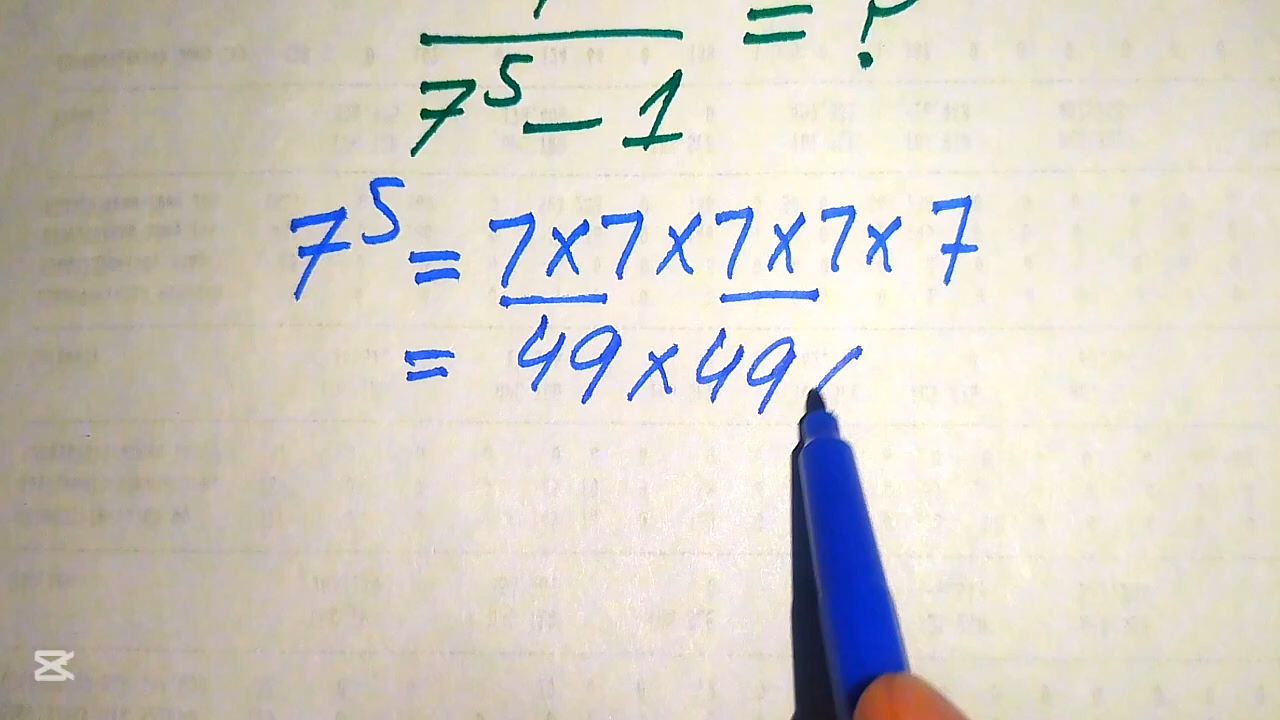 = ?
7⁵ − 1
7⁵ = 7×7×7×7×7
= 49×49